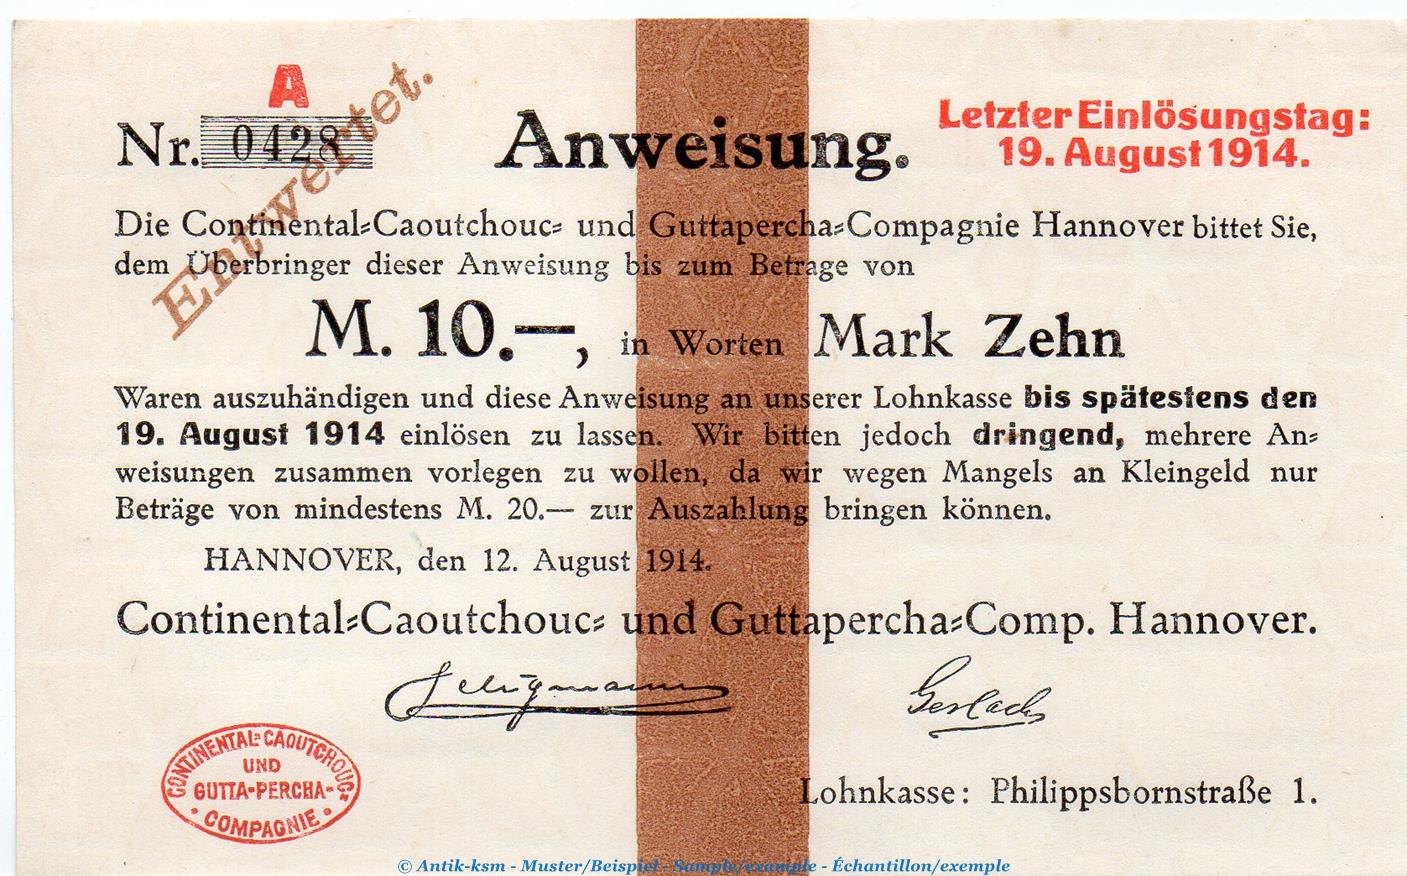 A
Nr. 0428
Entwertet.
Anweisung.
Letzter Einlösungstag:
19. August 1914.
Die Continental⸗Caoutchouc⸗ und Guttapercha⸗Compagnie Hannover bittet Sie,
dem Überbringer dieser Anweisung bis zum Betrage von
M. 10.—, in Worten Mark Zehn
Waren auszuhändigen und diese Anweisung an unserer Lohnkasse bis spätestens den
19. August 1914 einlösen zu lassen. Wir bitten jedoch dringend, mehrere An⸗
weisungen zusammen vorlegen zu wollen, da wir wegen Mangels an Kleingeld nur
Beträge von mindestens M. 20.— zur Auszahlung bringen können.
HANNOVER, den 12. August 1914.
Continental⸗Caoutchouc⸗ und Guttapercha⸗Comp. Hannover.
Seligmann Gerlach
CONTINENTAL⸗CAOUTCHOUC⸗
UND
GUTTA-PERCHA-
COMPAGNIE
Lohnkasse: Philippsbornstraße 1.
© Antik-ksm - Muster/Beispiel - Sample/example - Échantillon/exemple